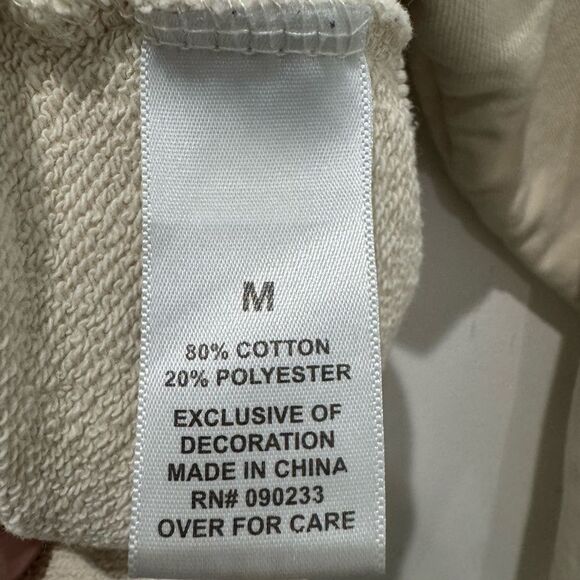 M
80% COTTON
20% POLYESTER
EXCLUSIVE OF
DECORATION
MADE IN CHINA
RN# 090233
OVER FOR CARE